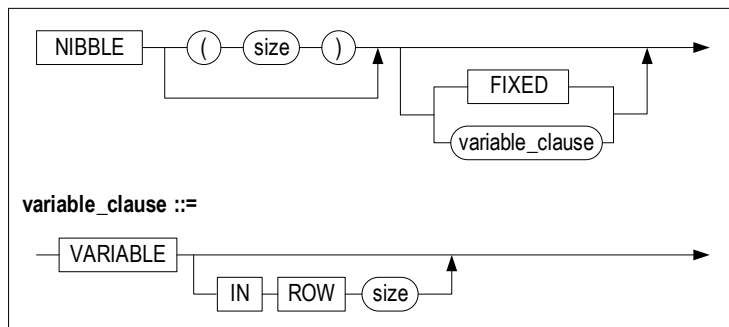 NIBBLE ( size )
FIXED
variable_clause
variable_clause ::=
VARIABLE
IN ROW size